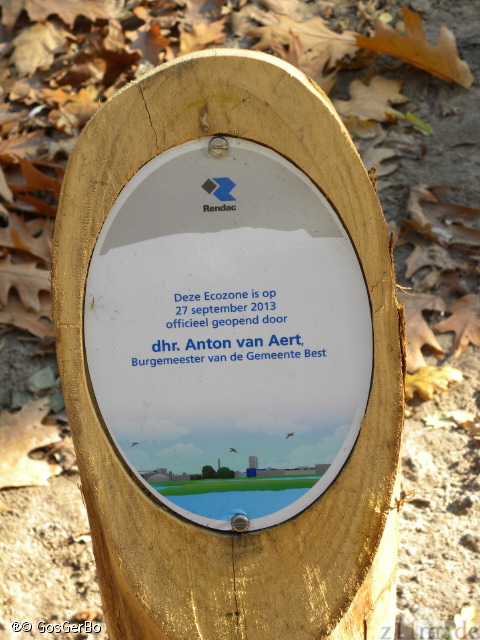 Rendac
Deze Ecozone is op
27 september 2013
officieel geopend door
dhr. Anton van Aert,
Burgemeester van de Gemeente Best
GosGerBo